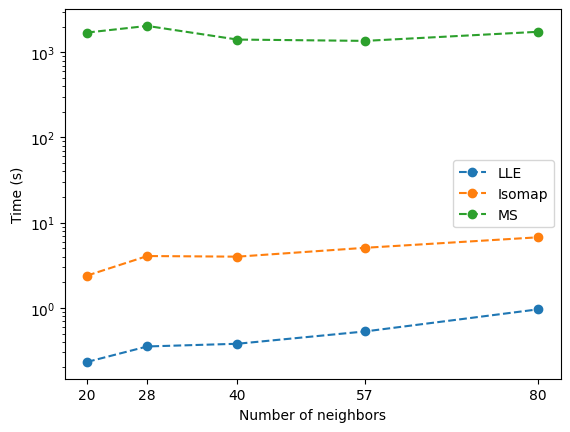 Time (s)
10³
10²
10¹
10⁰
LLE
Isomap
MS
20 28 40 57 80
Number of neighbors